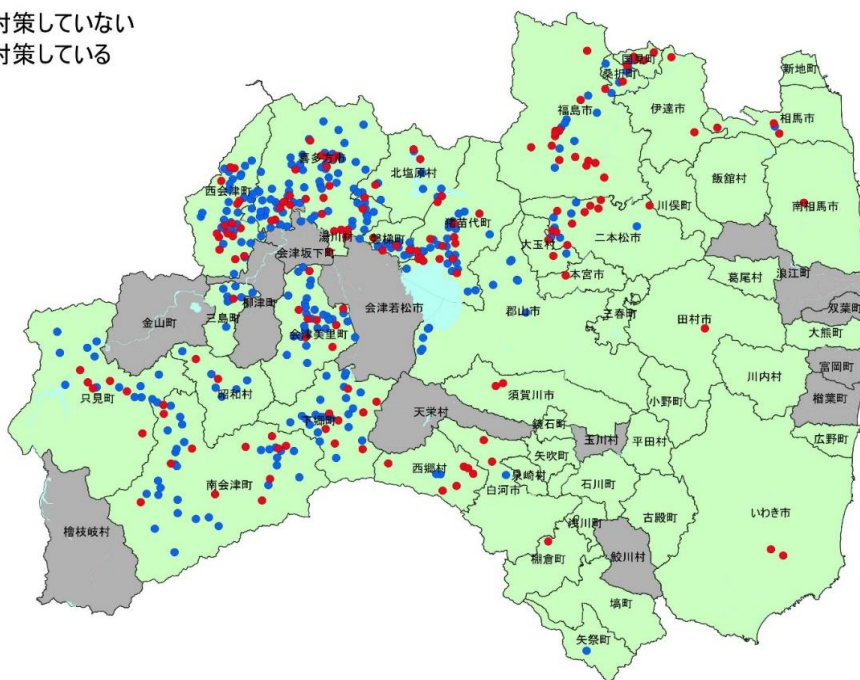 対策していない
対策している
国見町
桑折町
新地町
福島市
伊達市
相馬市
喜多方市
北塩原村
飯館村
西会津町
川俣町
南相馬市
猪苗代町
湯川村
磐梯町
大玉村
二本松市
会津坂下町
本宮市
葛尾村
浪江町
会津若松市
柳津町
三島町
金山町
郡山市
三春町
田村市
双葉町
大熊町
会津美里町
富岡町
川内村
只見町
昭和村
須賀川市
小野町
楢葉町
下郷町
天栄村
鏡石町
玉川村
平田村
広野町
矢吹町
西郷村
泉崎村
白河市
石川町
南会津町
古殿町
いわき市
浅川町
檜枝岐村
棚倉町
鮫川村
塙町
矢祭町